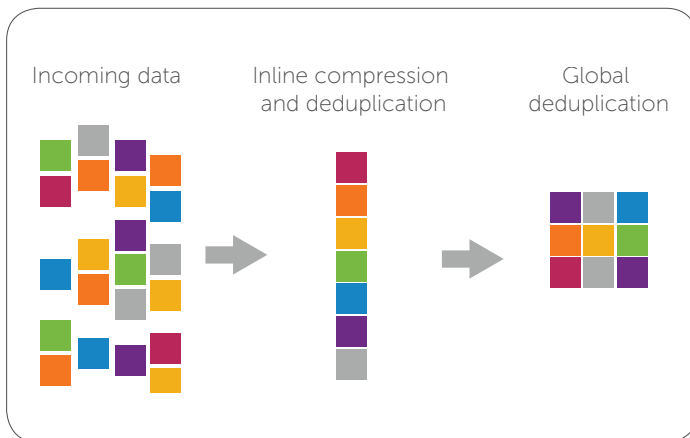 Incoming data
Inline compression
and deduplication
Global
deduplication